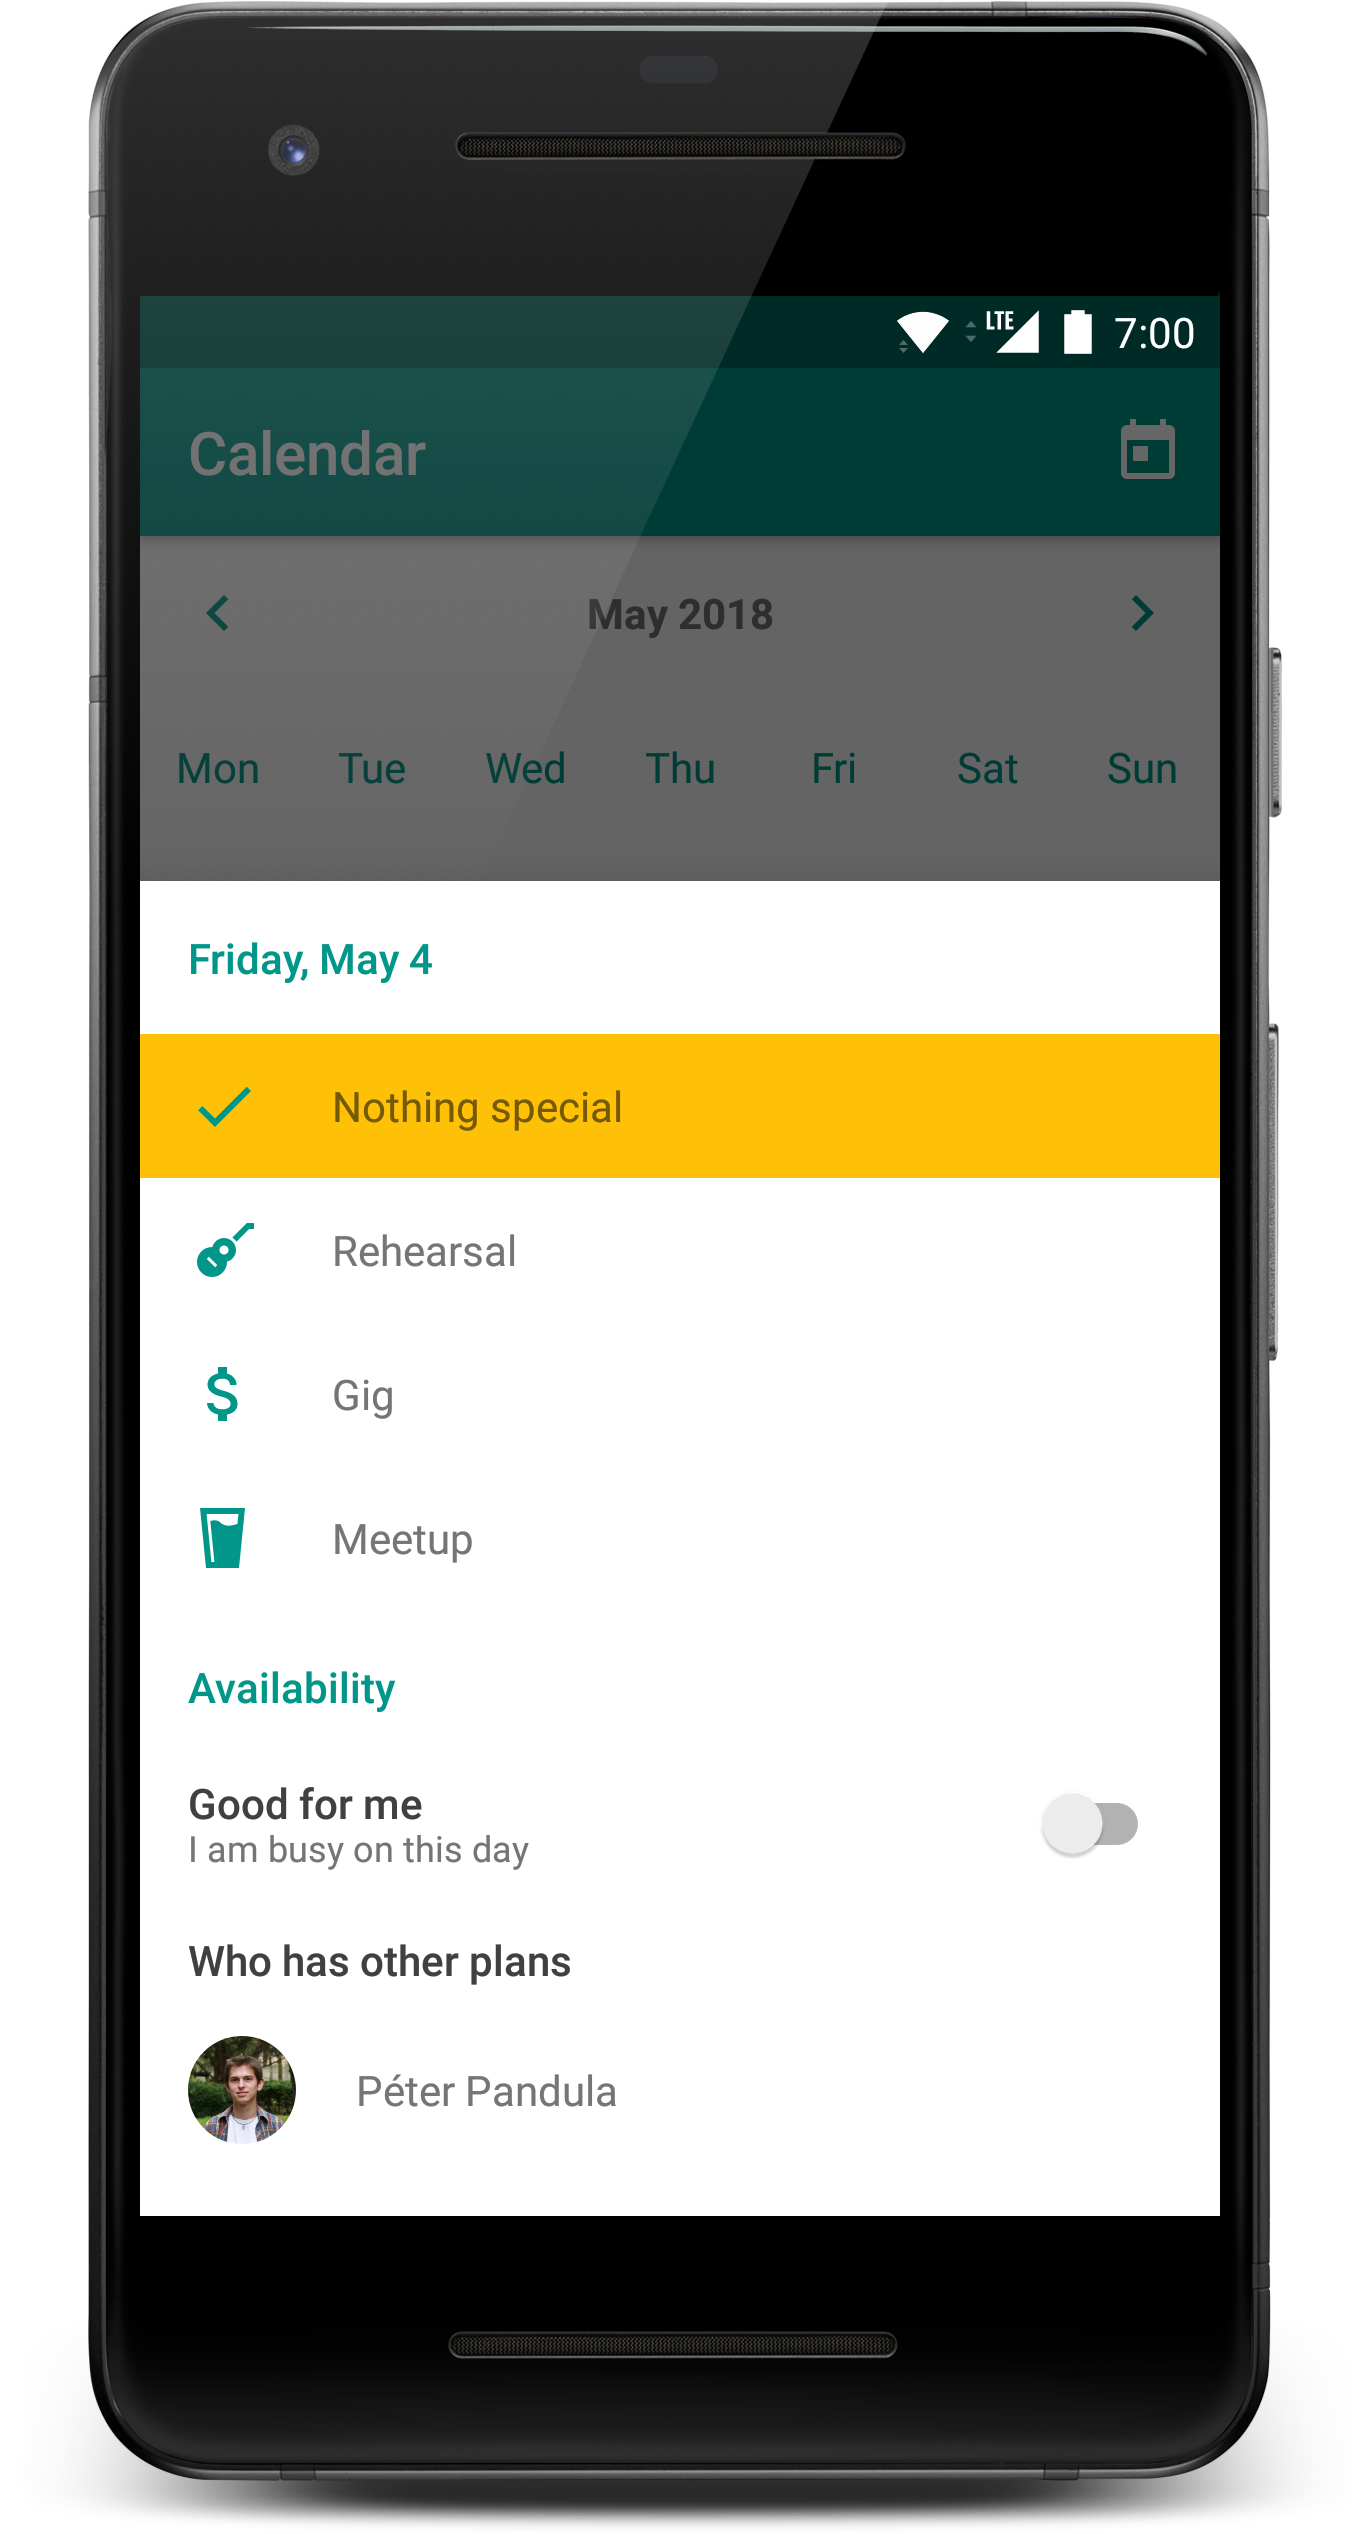 LTE 7:00
Calendar
May 2018
Mon Tue Wed Thu Fri Sat Sun
Friday, May 4
Nothing special
Rehearsal
$ Gig
Meetup
Availability
Good for me
I am busy on this day
Who has other plans
Péter Pandula